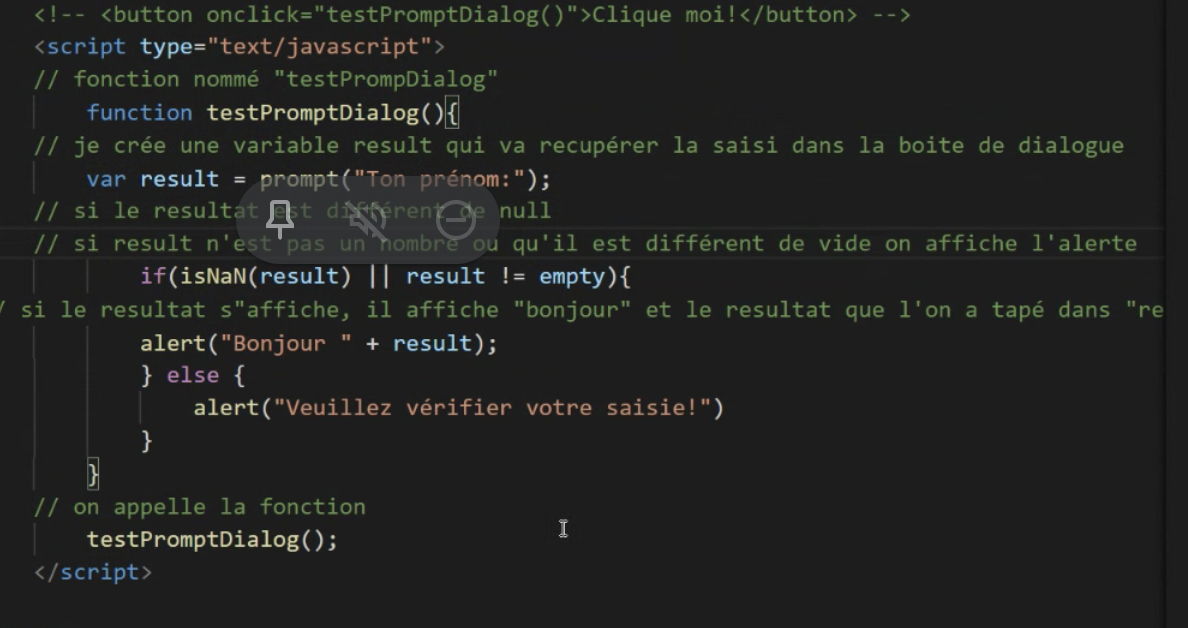 <!-- <button onclick="testPromptDialog()">Clique moi!</button> -->
<script type="text/javascript">
// fonction nommé "testPrompDialog"
function testPromptDialog(){
// je crée une variable result qui va recupérer la saisi dans la boite de dialogue
var result = prompt("Ton prénom:");
// si le resultat est différent de null
// si result n'est pas un nombre ou qu'il est différent de vide on affiche l'alerte
if(isNaN(result) || result != empty){
/ si le resultat s"affiche, il affiche "bonjour" et le resultat que l'on a tapé dans "re
alert("Bonjour " + result);
} else {
alert("Veuillez vérifier votre saisie!")
}
}
// on appelle la fonction
testPromptDialog();
</script>